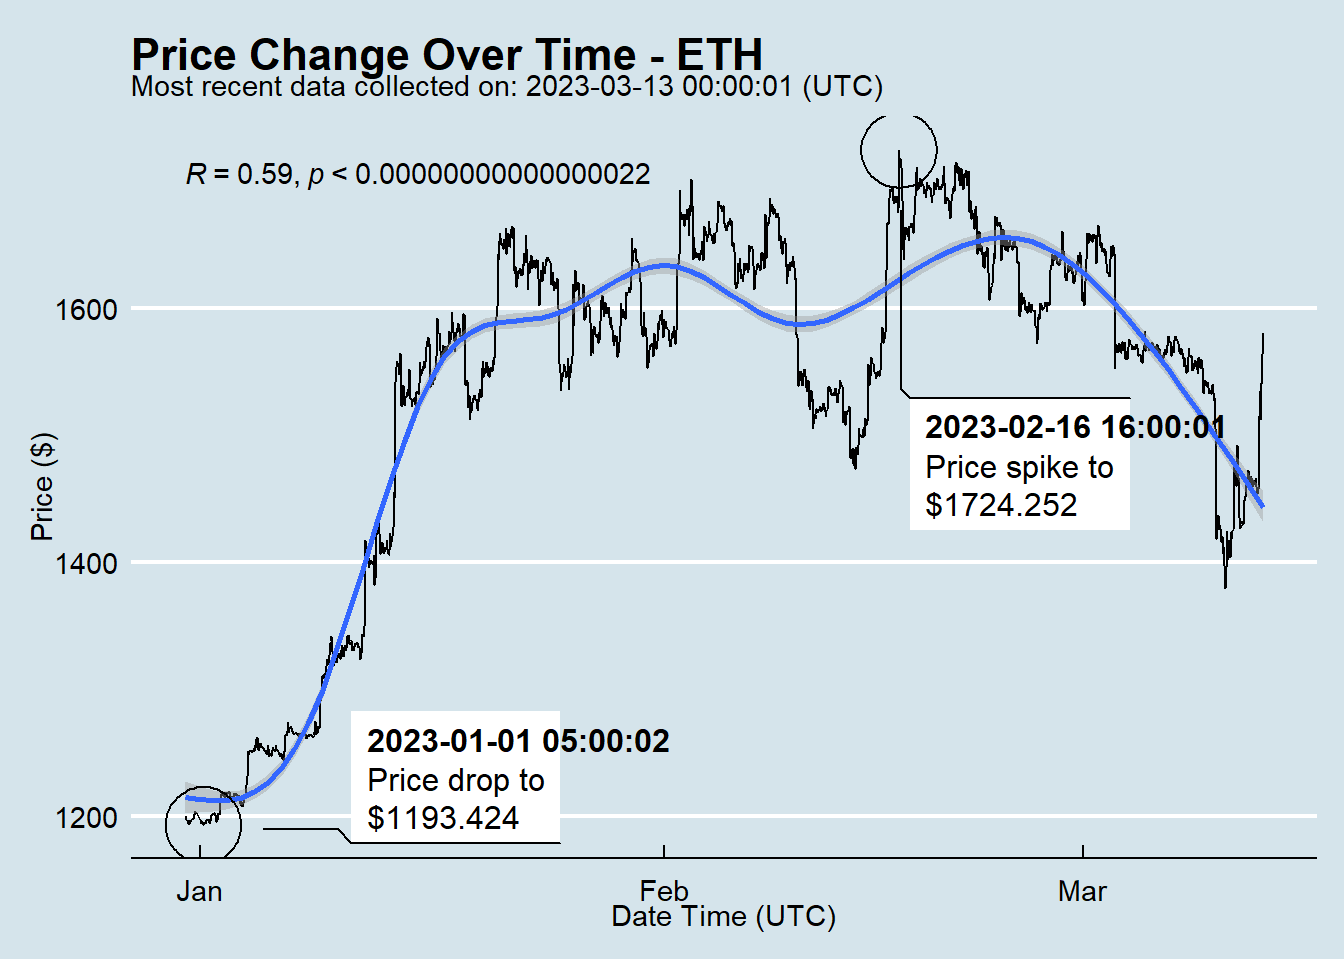 Price Change Over Time - ETH
Most recent data collected on: 2023-03-13 00:00:01 (UTC)
R = 0.59, p < 0.00000000000000022
1600
2023-02-16 16:00:01
Price spike to
$1724.252
Price ($)
1400
2023-01-01 05:00:02
Price drop to
$1193.424
1200
Jan
Feb
Mar
Date Time (UTC)